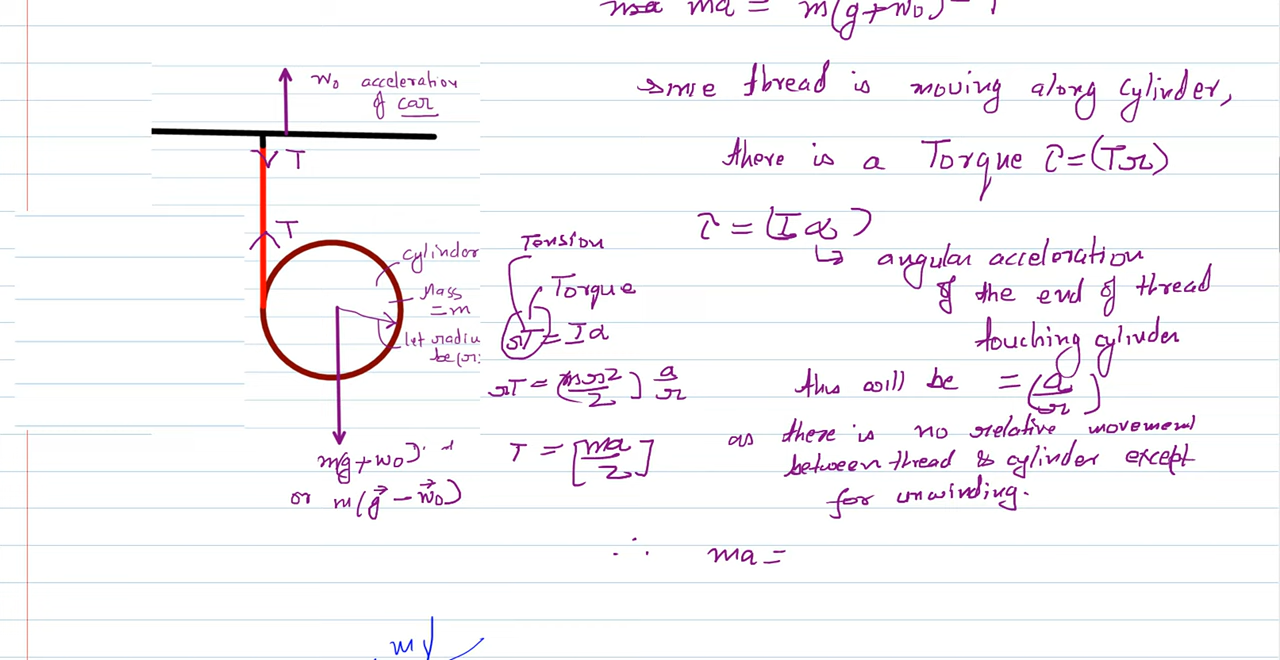 ma = m(g+w₀) - T
since thread is moving along cylinder,
there is a Torque τ=(Tr)
τ = (Iα)
↳ angular acceleration
of the end of thread
touching cylinder
this will be = (a/r)
as there is no relative movement
between thread & cylinder except
for unwinding.
∴ ma =
w₀ acceleration
of car
T
T
cylinder
Mass
=m
let radiu
be(r)
m(g+w₀)
or m(g⃗ - w⃗₀)
Tension
Torque
rT = Iα
rT = (mr²/2) a/r
T = [ma/2]
m